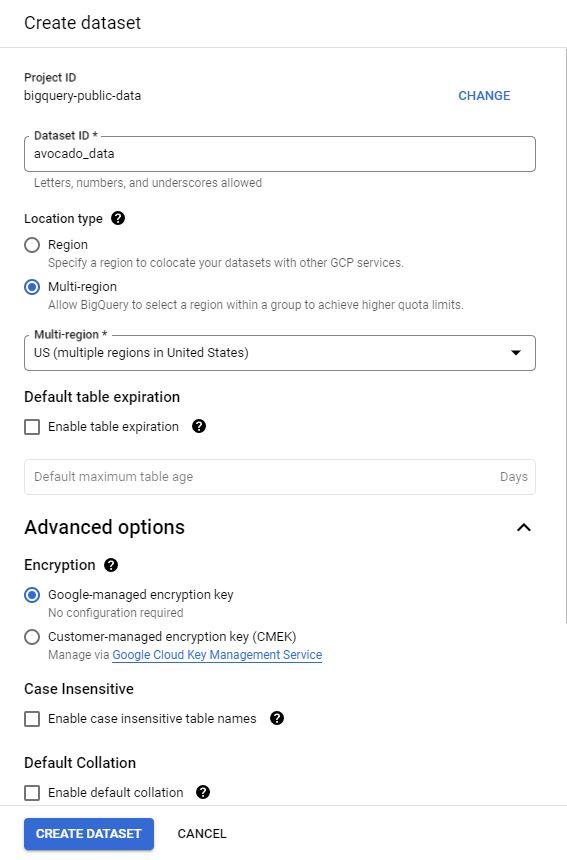 Create dataset
Project ID
bigquery-public-data
CHANGE
Dataset ID *
avocado_data
Letters, numbers, and underscores allowed
Location type ?
Region
Specify a region to colocate your datasets with other GCP services.
Multi-region
Allow BigQuery to select a region within a group to achieve higher quota limits.
Multi-region *
US (multiple regions in United States)
Default table expiration
Enable table expiration ?
Default maximum table age Days
Advanced options
Encryption ?
Google-managed encryption key
No configuration required
Customer-managed encryption key (CMEK)
Manage via Google Cloud Key Management Service
Case Insensitive
Enable case insensitive table names ?
Default Collation
Enable default collation ?
CREATE DATASET CANCEL